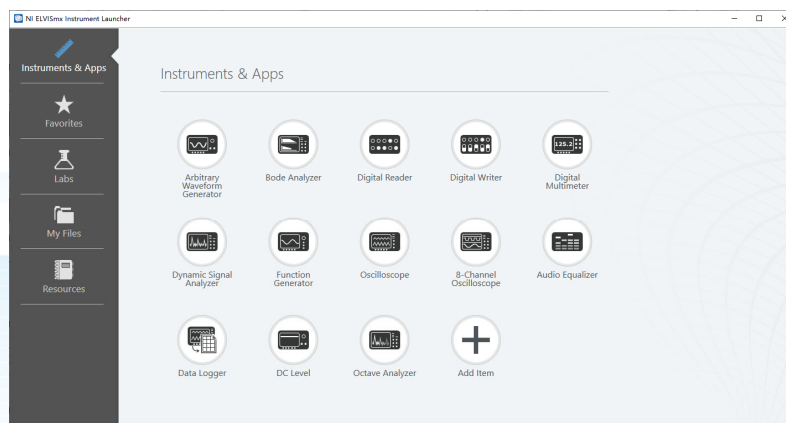 NI ELVISmx Instrument Launcher
Instruments & Apps
Favorites
Labs
My Files
Resources
Instruments & Apps
Arbitrary
Waveform
Generator
Bode Analyzer
Digital Reader
Digital Writer
125.2
Digital
Multimeter
Dynamic Signal
Analyzer
Function
Generator
Oscilloscope
8-Channel
Oscilloscope
Audio Equalizer
Data Logger
DC Level
Octave Analyzer
Add Item